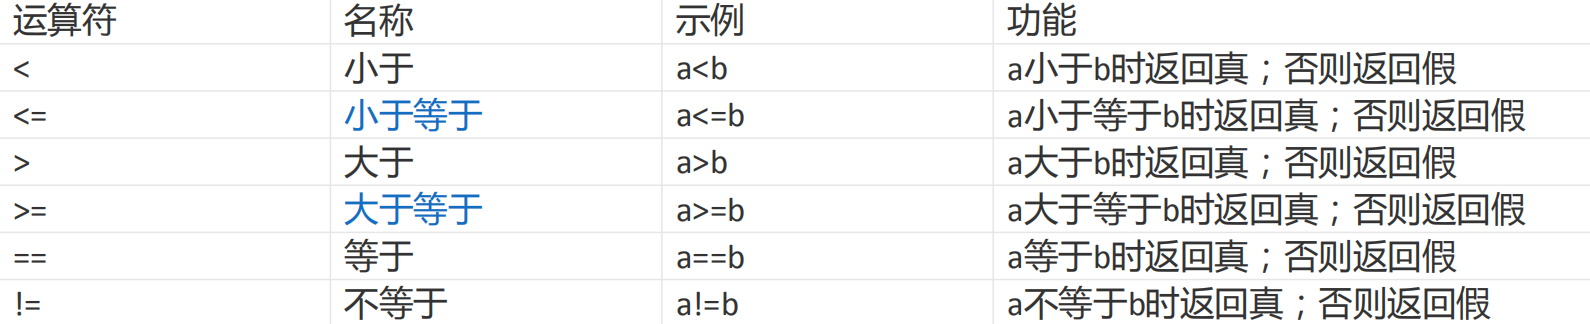 运算符 名称 示例 功能
< 小于 a<b a小于b时返回真；否则返回假
<= 小于等于 a<=b a小于等于b时返回真；否则返回假
> 大于 a>b a大于b时返回真；否则返回假
>= 大于等于 a>=b a大于等于b时返回真；否则返回假
== 等于 a==b a等于b时返回真；否则返回假
!= 不等于 a!=b a不等于b时返回真；否则返回假